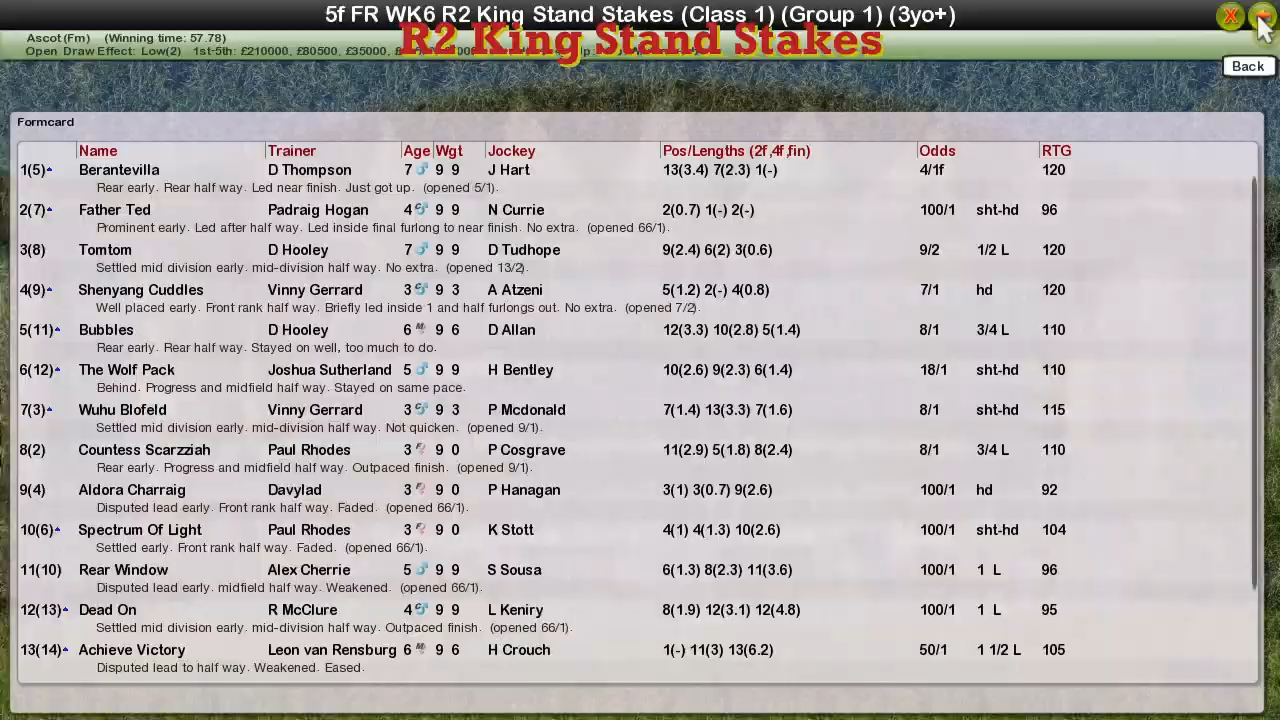 5f FR WK6 R2 King Stand Stakes (Class 1) (Group 1) (3yo+)
R2 King Stand Stakes
Ascot(Fm) (Winning time: 57.78)
Open Draw Effect: Low(2) 1st-5th: £210000, £80500, £35000,
Back
Formcard
Name Trainer Age Wgt Jockey Pos/Lengths (2f,4f,fin) Odds RTG
1(5) Berantevilla D Thompson 7 9 9 J Hart 13(3.4) 7(2.3) 1(-) 4/1f 120
Rear early. Rear half way. Led near finish. Just got up. (opened 5/1).
2(7) Father Ted Padraig Hogan 4 9 9 N Currie 2(0.7) 1(-) 2(-) 100/1 sht-hd 96
Prominent early. Led after half way. Led inside final furlong to near finish. No extra. (opened 66/1).
3(8) Tomtom D Hooley 7 9 9 D Tudhope 9(2.4) 6(2) 3(0.6) 9/2 1/2 L 120
Settled mid division early. mid-division half way. No extra. (opened 13/2).
4(9) Shenyang Cuddles Vinny Gerrard 3 9 3 A Atzeni 5(1.2) 2(-) 4(0.8) 7/1 hd 120
Well placed early. Front rank half way. Briefly led inside 1 and half furlongs out. No extra. (opened 7/2).
5(11) Bubbles D Hooley 6 9 6 D Allan 12(3.3) 10(2.8) 5(1.4) 8/1 3/4 L 110
Rear early. Rear half way. Stayed on well, too much to do.
6(12) The Wolf Pack Joshua Sutherland 5 9 9 H Bentley 10(2.6) 9(2.3) 6(1.4) 18/1 sht-hd 110
Behind. Progress and midfield half way. Stayed on same pace.
7(3) Wuhu Blofeld Vinny Gerrard 3 9 3 P Mcdonald 7(1.4) 13(3.3) 7(1.6) 8/1 sht-hd 115
Settled mid division early. mid-division half way. Not quicken. (opened 9/1).
8(2) Countess Scarzziah Paul Rhodes 3 9 0 P Cosgrave 11(2.9) 5(1.8) 8(2.4) 8/1 3/4 L 110
Rear early. Progress and midfield half way. Outpaced finish. (opened 9/1).
9(4) Aldora Charraig Davylad 3 9 0 P Hanagan 3(1) 3(0.7) 9(2.6) 100/1 hd 92
Disputed lead early. Front rank half way. Faded. (opened 66/1).
10(6) Spectrum Of Light Paul Rhodes 3 9 0 K Stott 4(1) 4(1.3) 10(2.6) 100/1 sht-hd 104
Settled early. Front rank half way. Faded. (opened 66/1).
11(10) Rear Window Alex Cherrie 5 9 9 S Sousa 6(1.3) 8(2.3) 11(3.6) 100/1 1 L 96
Disputed lead early. midfield half way. Weakened. (opened 66/1).
12(13) Dead On R McClure 4 9 9 L Keniry 8(1.9) 12(3.1) 12(4.8) 100/1 1 L 95
Settled mid division early. mid-division half way. Outpaced finish. (opened 66/1).
13(14) Achieve Victory Leon van Rensburg 6 9 6 H Crouch 1(-) 11(3) 13(6.2) 50/1 1 1/2 L 105
Disputed lead to half way. Weakened. Eased.